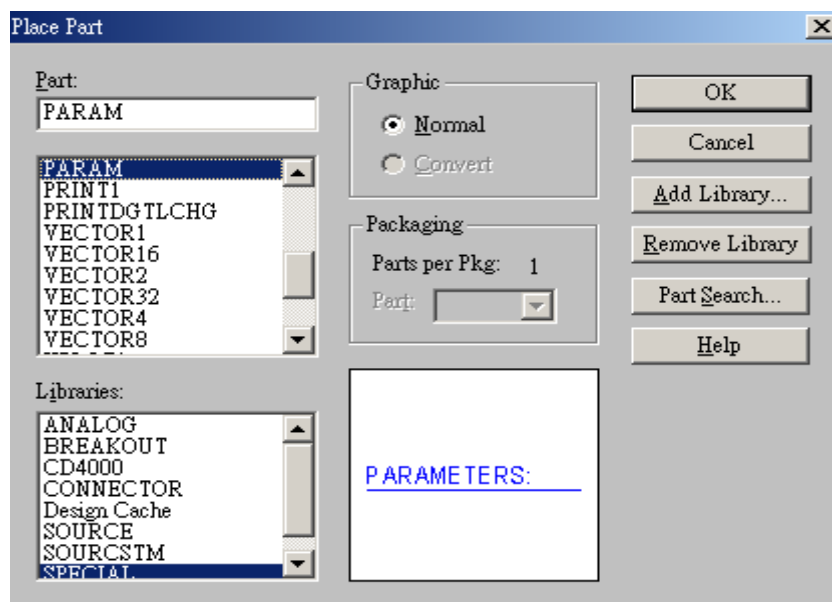 Place Part
Part:
PARAM
PARAM
PRINT1
PRINTDGTLCHG
VECTOR1
VECTOR16
VECTOR2
VECTOR32
VECTOR4
VECTOR8
Libraries:
ANALOG
BREAKOUT
CD4000
CONNECTOR
Design Cache
SOURCE
SOURCSTM
SPECIAL
Graphic
Normal
Convert
Packaging
Parts per Pkg: 1
Part:
PARAMETERS:
OK
Cancel
Add Library...
Remove Library
Part Search...
Help